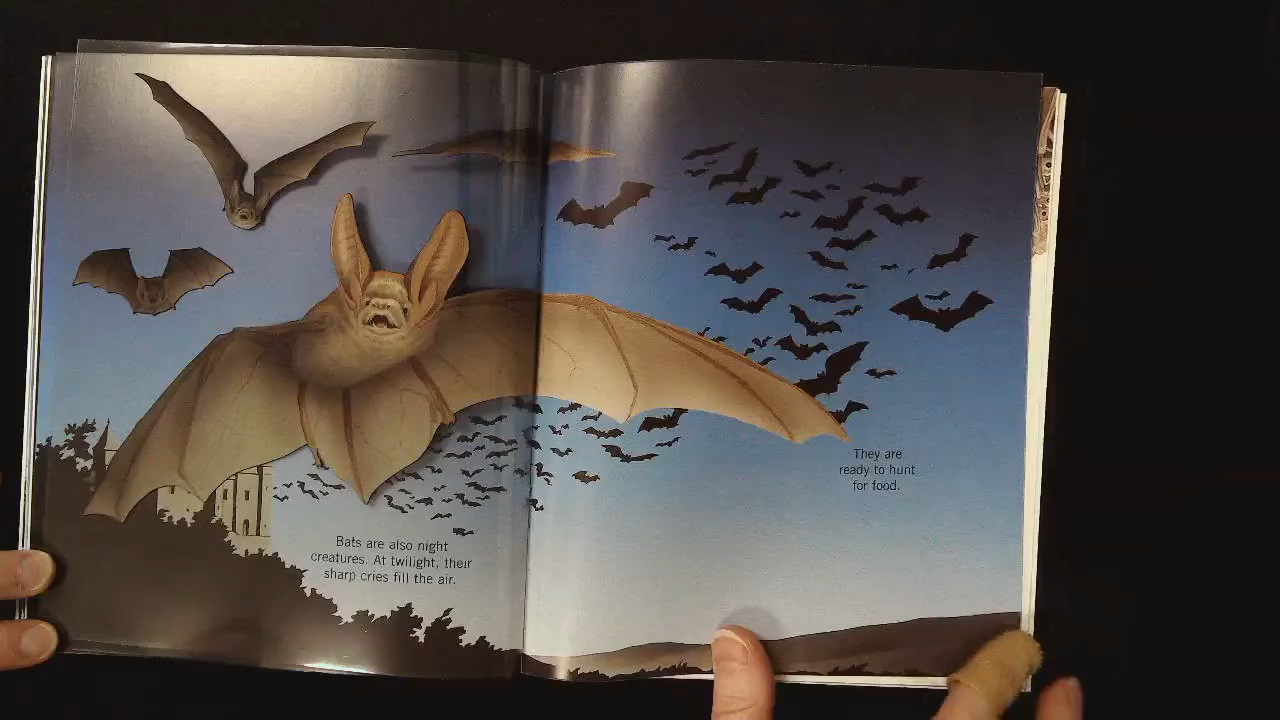 Bats are also night
creatures. At twilight, their
sharp cries fill the air.
They are
ready to hunt
for food.